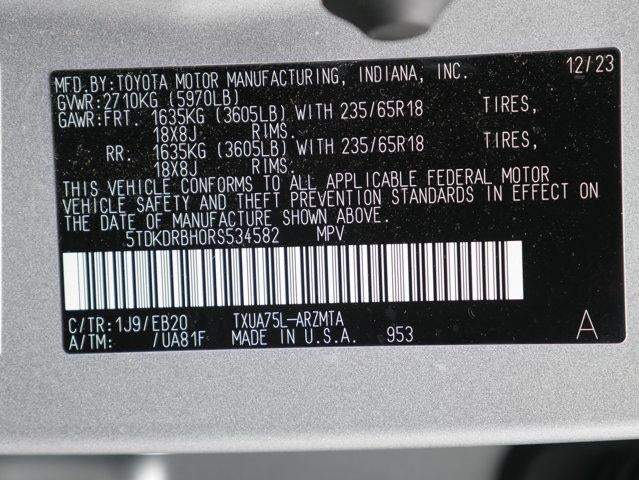 MFD.BY:TOYOTA MOTOR MANUFACTURING, INDIANA, INC. 12/23
GVWR:2710KG (5970LB)
GAWR:FRT. 1635KG (3605LB) WITH 235/65R18 TIRES,
18X8J RIMS.
RR. 1635KG (3605LB) WITH 235/65R18 TIRES,
18X8J RIMS.
THIS VEHICLE CONFORMS TO ALL APPLICABLE FEDERAL MOTOR
VEHICLE SAFETY AND THEFT PREVENTION STANDARDS IN EFFECT ON
THE DATE OF MANUFACTURE SHOWN ABOVE.
5TDKDRBH0RS534582 MPV
C/TR:1J9/EB20 TXUA75L-ARZMTA
A/TM: /UA81F MADE IN U.S.A. 953 A